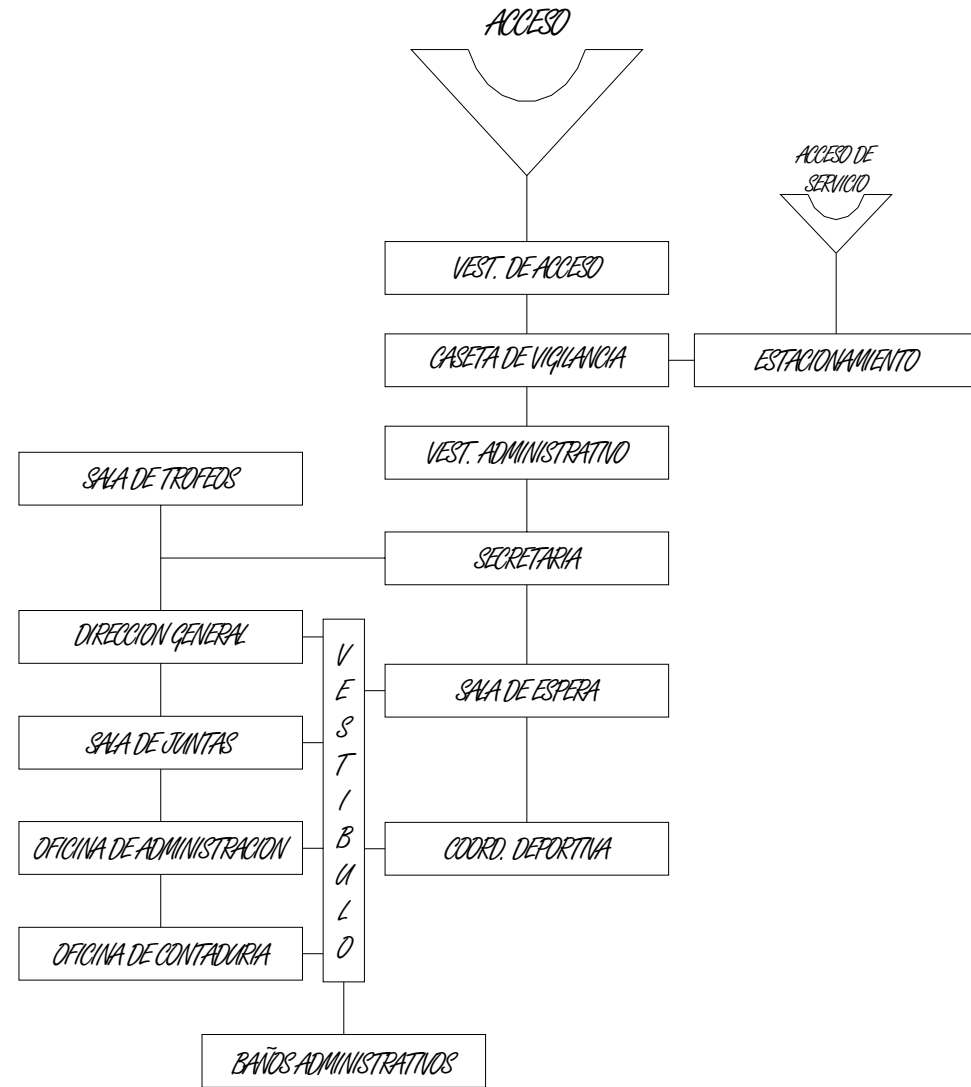 ACCESO
ACCESO DE
SERVICIO
VEST. DE ACCESO
CASETA DE VIGILANCIA
ESTACIONAMIENTO
VEST. ADMINISTRATIVO
SALA DE TROFEOS
SECRETARIA
DIRECCION GENERAL
VESTIBULO
SALA DE ESPERA
SALA DE JUNTAS
OFICINA DE ADMINISTRACION
COORD. DEPORTIVA
OFICINA DE CONTADURIA
BAÑOS ADMINISTRATIVOS